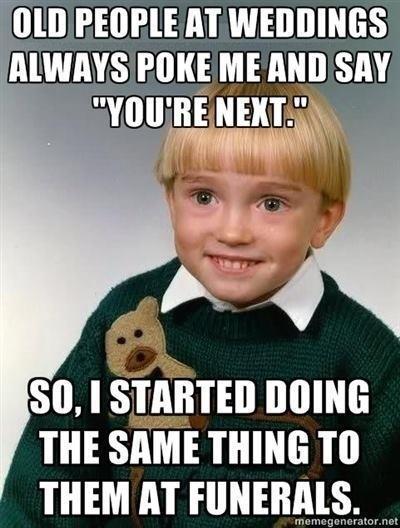 OLD PEOPLE AT WEDDINGS
ALWAYS POKE ME AND SAY
"YOU'RE NEXT."
SO, I STARTED DOING
THE SAME THING TO
THEM AT FUNERALS.
memegenerator.net